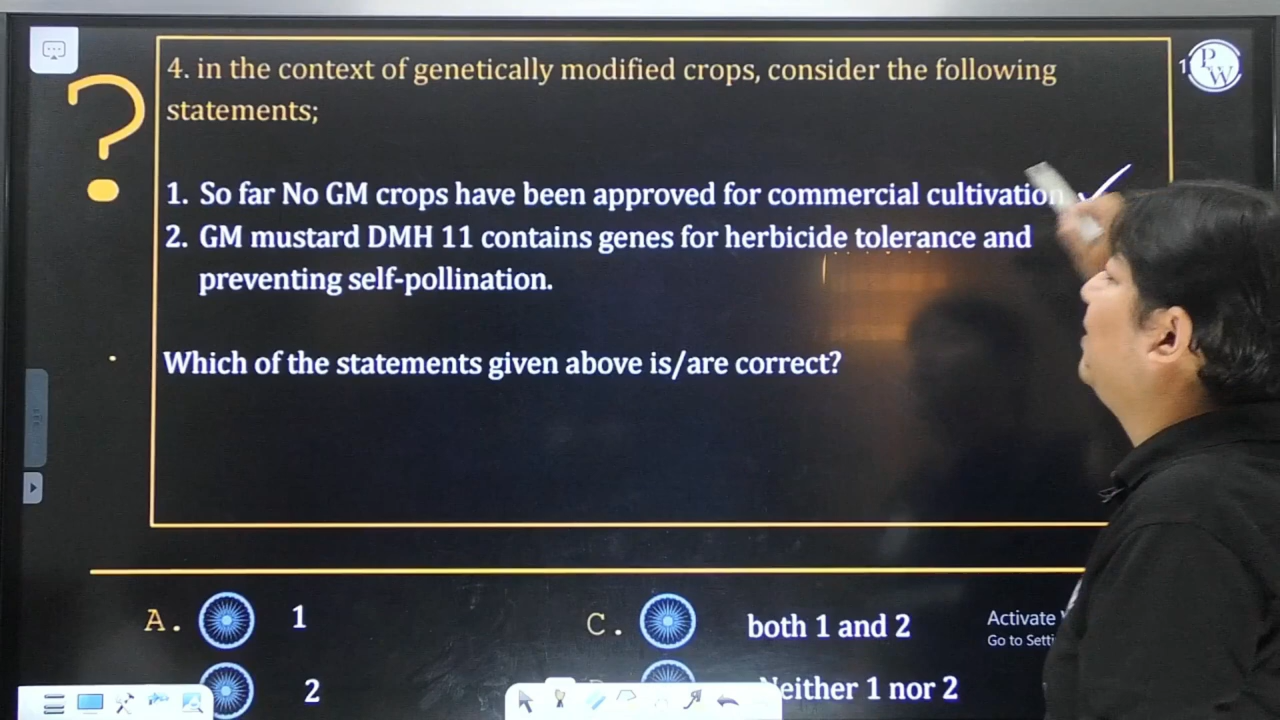 4. in the context of genetically modified crops, consider the following
statements;
1. So far No GM crops have been approved for commercial cultivation
2. GM mustard DMH 11 contains genes for herbicide tolerance and
preventing self-pollination.
Which of the statements given above is/are correct?
A. 1
C. both 1 and 2
2
Neither 1 nor 2
Activate
Go to Setti
PW
?